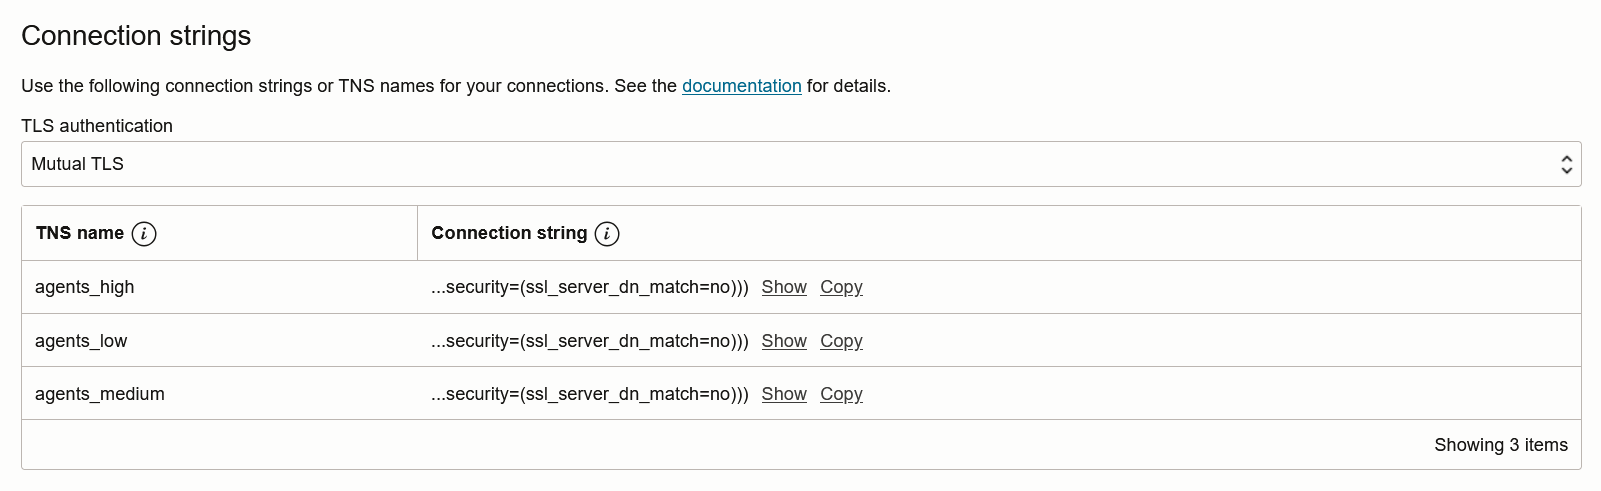 Connection strings
Use the following connection strings or TNS names for your connections. See the documentation for details.
TLS authentication
Mutual TLS
TNS name i Connection string i
agents_high ...security=(ssl_server_dn_match=no))) Show Copy
agents_low ...security=(ssl_server_dn_match=no))) Show Copy
agents_medium ...security=(ssl_server_dn_match=no))) Show Copy
Showing 3 items